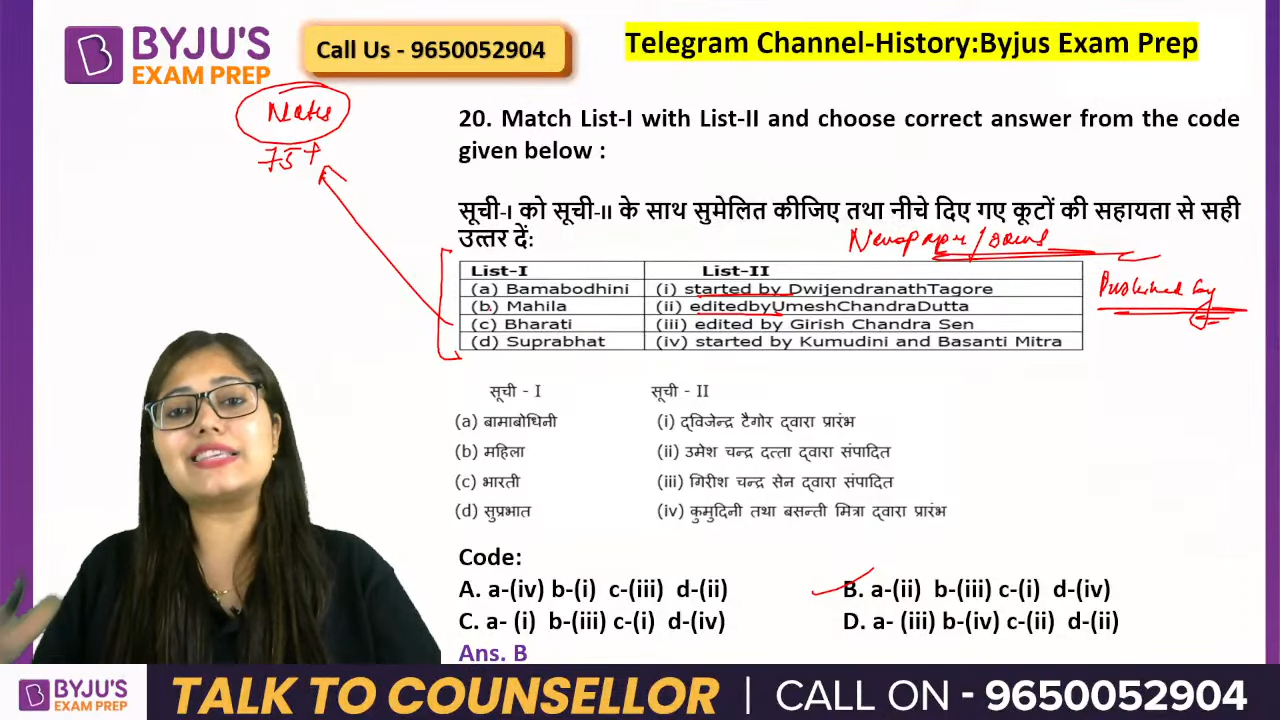 BYJU'S
EXAM PREP
Call Us - 9650052904
Telegram Channel-History:Byjus Exam Prep
Notes
75+
20. Match List-I with List-II and choose correct answer from the code
given below :
सूची-I को सूची-II के साथ सुमेलित कीजिए तथा नीचे दिए गए कूटों की सहायता से सही
उत्तर दें:
Newspaper/
Published by
List-I List-II
(a) Bamabodhini (i) started by DwijendranathTagore
(b) Mahila (ii) editedbyUmeshChandraDutta
(c) Bharati (iii) edited by Girish Chandra Sen
(d) Suprabhat (iv) started by Kumudini and Basanti Mitra
सूची - I सूची - II
(a) बामाबोधिनी (i) द्विजेन्द्र टैगोर द्वारा प्रारंभ
(b) महिला (ii) उमेश चन्द्र दत्ता द्वारा संपादित
(c) भारती (iii) गिरीश चन्द्र सेन द्वारा संपादित
(d) सुप्रभात (iv) कुमुदिनी तथा बसन्ती मित्रा द्वारा प्रारंभ
Code:
A. a-(iv) b-(i) c-(iii) d-(ii) B. a-(ii) b-(iii) c-(i) d-(iv)
C. a- (i) b-(iii) c-(i) d-(iv) D. a- (iii) b-(iv) c-(ii) d-(ii)
Ans. B
BYJU'S
EXAM PREP
TALK TO COUNSELLOR CALL ON - 9650052904